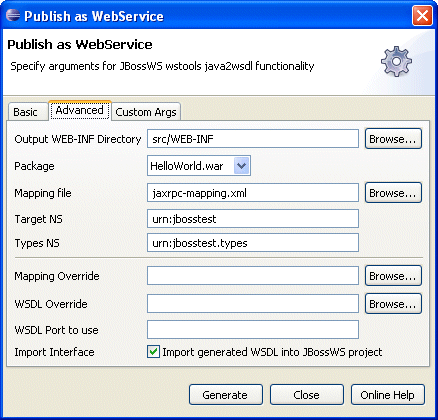 Publish as WebService
Publish as WebService
Specify arguments for JBossWS wstools java2wsdl functionality
Basic Advanced Custom Args
Output WEB-INF Directory src/WEB-INF Browse...
Package HelloWorld.war
Mapping file jaxrpc-mapping.xml Browse...
Target NS urn:jbosstest
Types NS urn:jbosstest.types
Mapping Override Browse...
WSDL Override Browse...
WSDL Port to use
Import Interface Import generated WSDL into JBossWS project
Generate Close Online Help